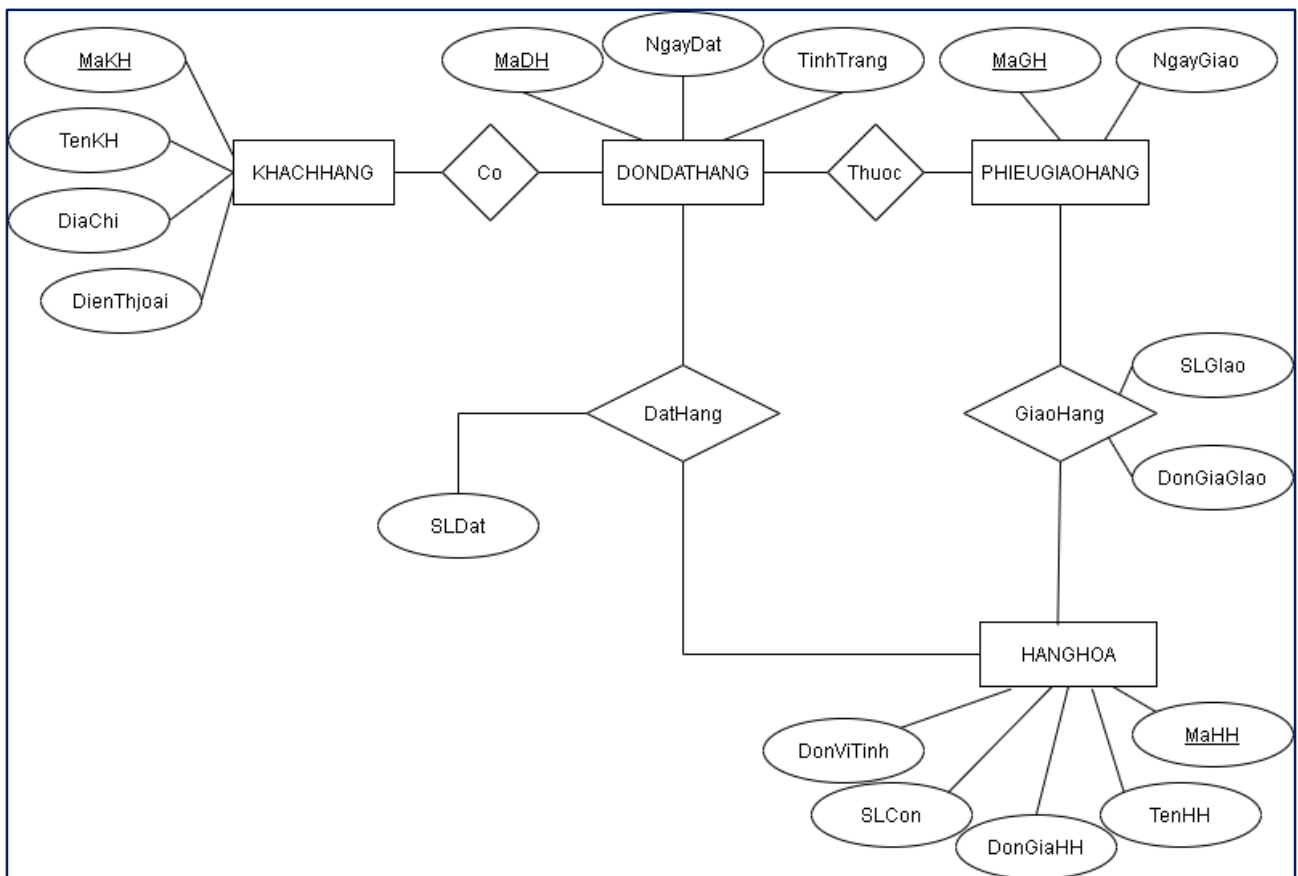 NgayDat
MaKH
MaDH
TinhTrang
MaGH
NgayGiao
TenKH
KHACHHANG
Co
DONDATHANG
Thuoc
PHIEUGIAOHANG
DiaChi
DienThjoai
SLGIao
DatHang
GiaoHang
DonGiaGIao
SLDat
HANGHOA
MaHH
DonViTinh
SLCon
TenHH
DonGiaHH